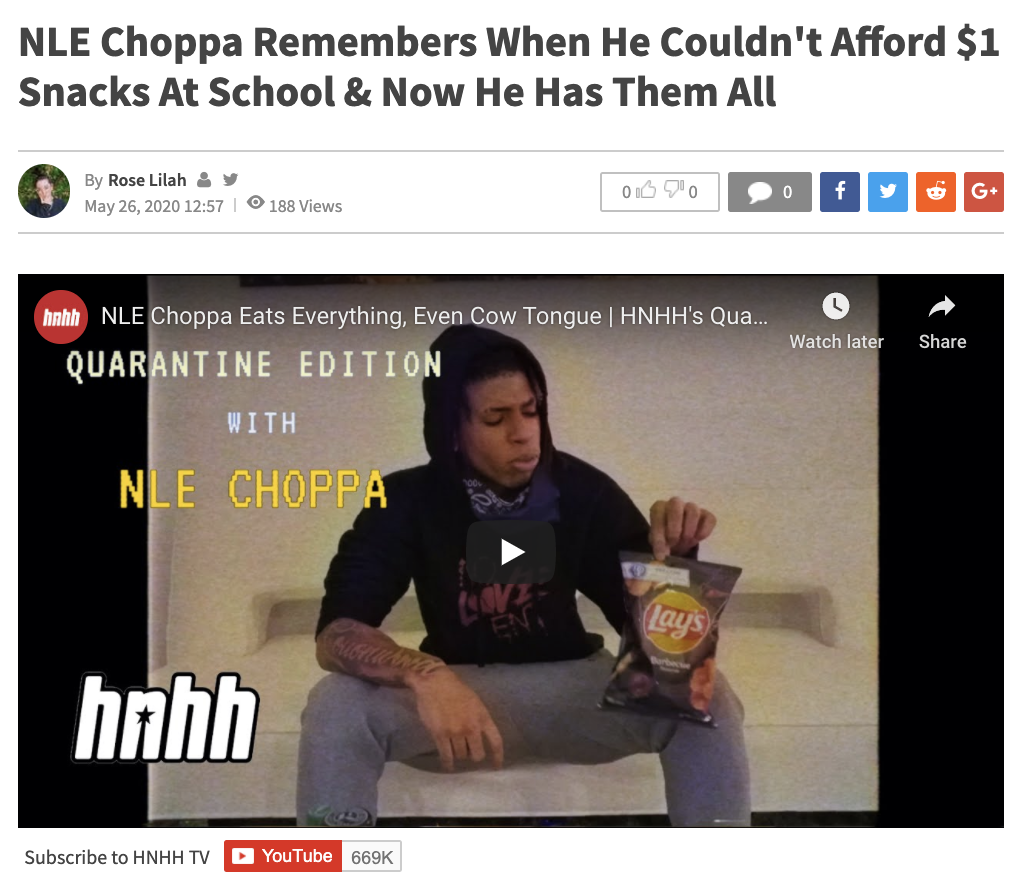 NLE Choppa Remembers When He Couldn't Afford $1
Snacks At School & Now He Has Them All
By Rose Lilah
May 26, 2020 12:57 | 188 Views
0 0
0
f
G+
hnhh NLE Choppa Eats Everything, Even Cow Tongue | HNHH's Qua...
Watch later
Share
QUARANTINE EDITION
WITH
NLE CHOPPA
Lay's
Barbecue
hnhh
Subscribe to HNHH TV YouTube 669K